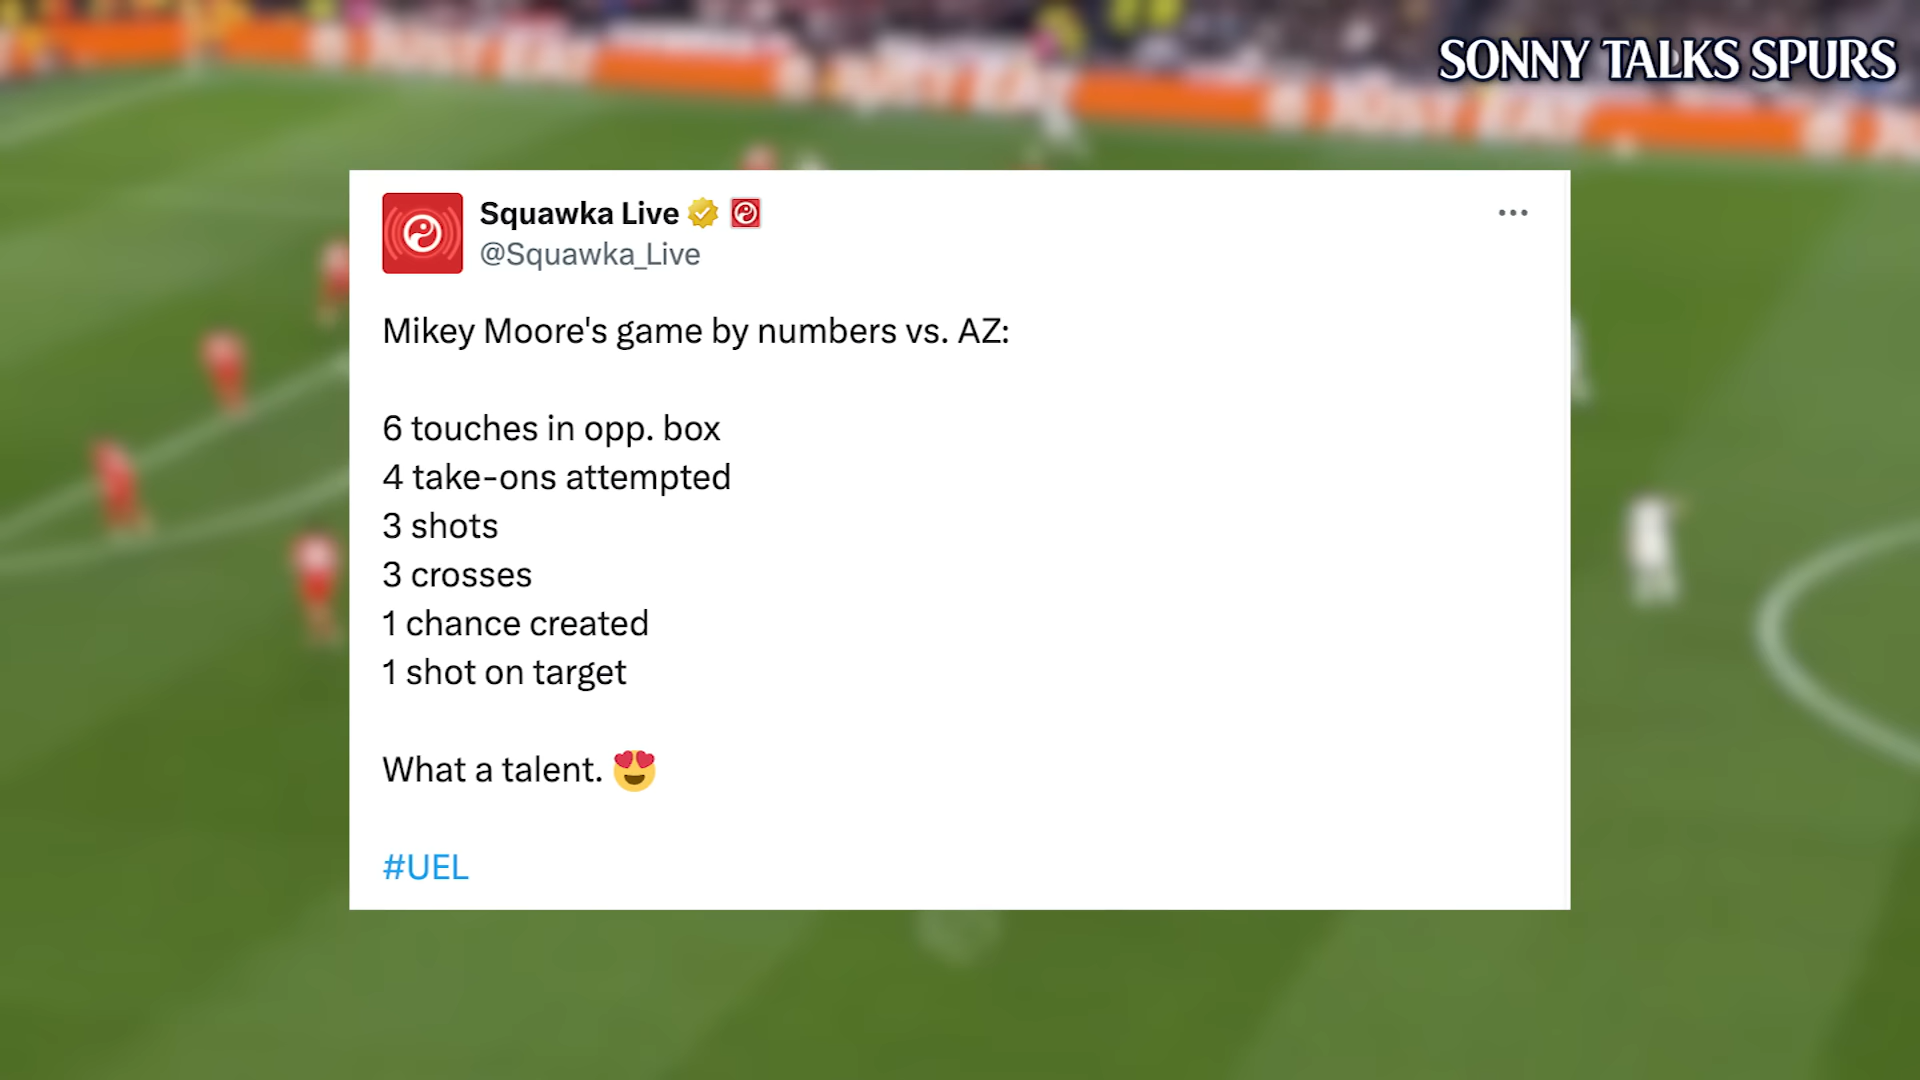 SONNY TALKS SPURS
Squawka Live
@Squawka_Live
Mikey Moore's game by numbers vs. AZ:
6 touches in opp. box
4 take-ons attempted
3 shots
3 crosses
1 chance created
1 shot on target
What a talent. 😍
#UEL